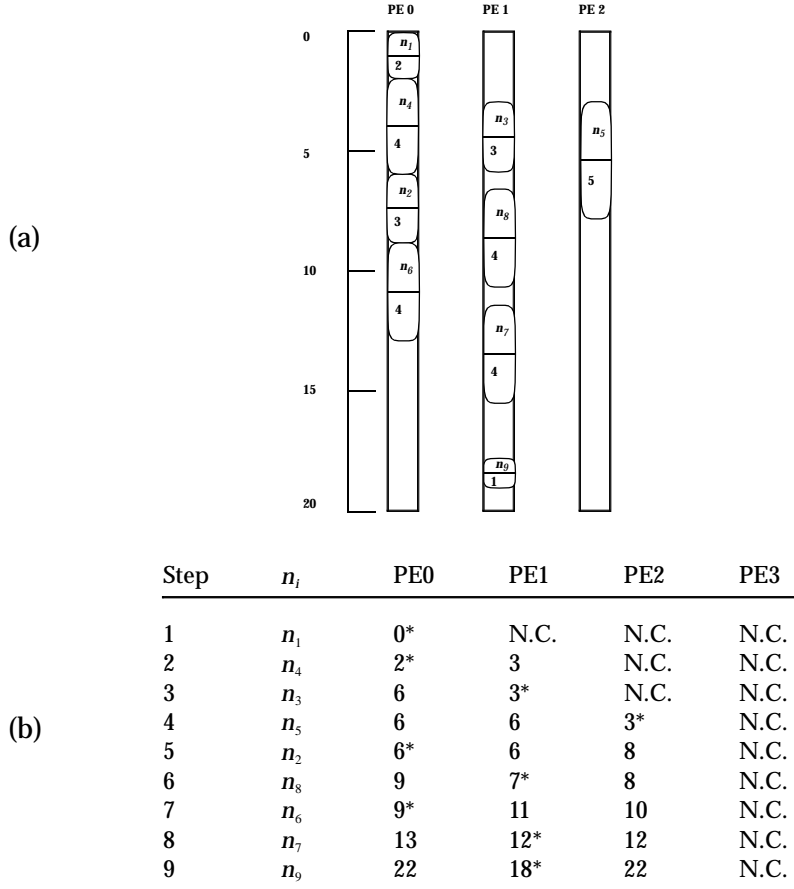 PE 0 PE 1 PE 2
0
n1
2
n4
n3
n5
4
3
5
5
n2
n8
3
(a)
4
n6
10
4
n7
4
15
n9
1
20
Step ni PE0 PE1 PE2 PE3
1 n1 0* N.C. N.C. N.C.
2 n4 2* 3 N.C. N.C.
3 n3 6 3* N.C. N.C.
(b)
4 n5 6 6 3* N.C.
5 n2 6* 6 8 N.C.
6 n8 9 7* 8 N.C.
7 n6 9* 11 10 N.C.
8 n7 13 12* 12 N.C.
9 n9 22 18* 22 N.C.